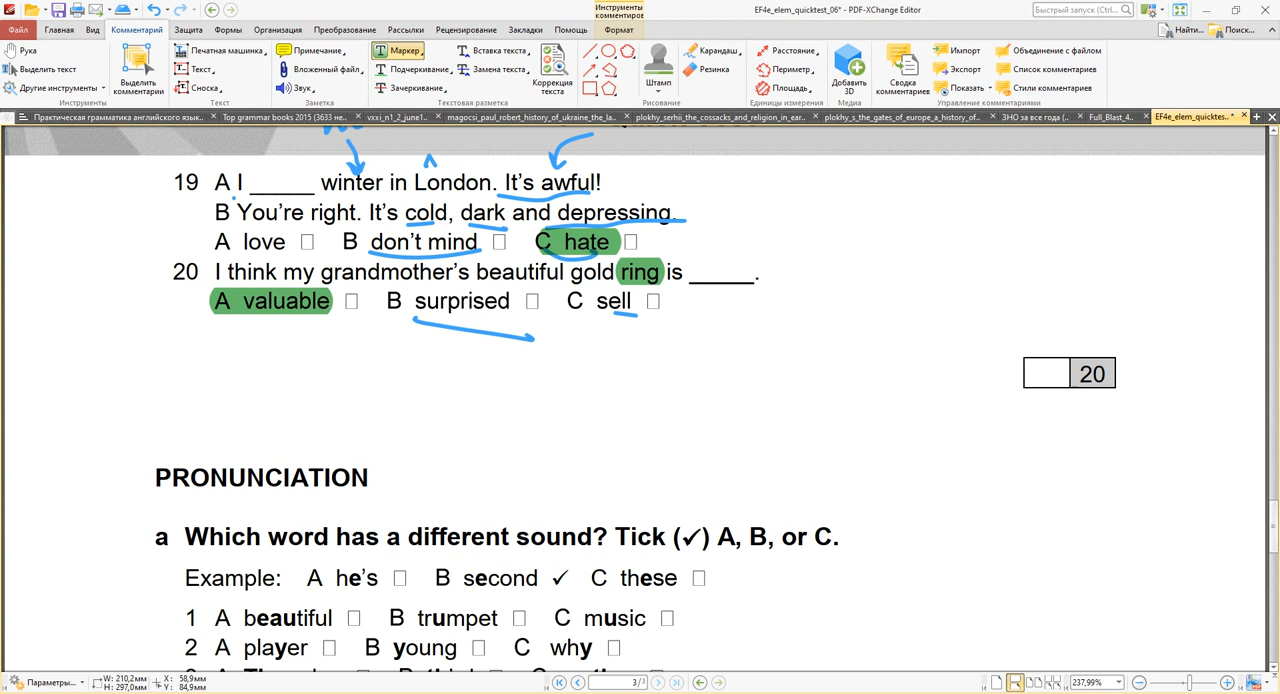 Инструменты комментиров
EF4e_elem_quicktest_06* - PDF-XChange Editor
Быстрый запуск (Ctrl...
Файл Главная Вид Комментарий Защита Формы Организация Преобразование Рассылки Рецензирование Закладки Помощь Формат Найти... Поиск...
Рука
Выделить текст
Другие инструменты
Инструменты
Выделить комментарий
Печатная машинка
Текст
Сноска
Текст
Примечание
Вложенный файл
Звук
Заметка
Маркер
Подчеркивание
Зачеркивание
Вставка текста
Замена текста
Коррекция текста
Текстовая разметка
Штамп
Карандаш
Резинка
Рисование
Расстояние
Периметр
Площадь
Единицы измерения
Добавить 3D
Медиа
Сводка комментариев
Импорт
Экспорт
Показать
Объединение с файлом
Список комментариев
Стили комментариев
Управление комментариями
Практическая грамматика английского язык... Top grammar books 2015 (3633 не... vxxi_n1_2_june1... magocsi_paul_robert_history_of_ukraine_the_la... plokhy_serhii_the_cossacks_and_religion_in_ear... plokhy_s_the_gates_of_europe_a_history_of... ЗНО за все года (... Full_Blast_4... EF4e_elem_quicktes... *
19 A I _____ winter in London. It's awful!
B You're right. It's cold, dark and depressing.
A love B don't mind C hate
20 I think my grandmother's beautiful gold ring is _____.
A valuable B surprised C sell
20
PRONUNCIATION
a Which word has a different sound? Tick (✓) A, B, or C.
Example: A he's B second ✓ C these
1 A beautiful B trumpet C music
2 A player B young C why
Параметры...
W: 210,2мм
H: 297,0мм
X: 58,9мм
Y: 84,9мм
3/3
237,99%